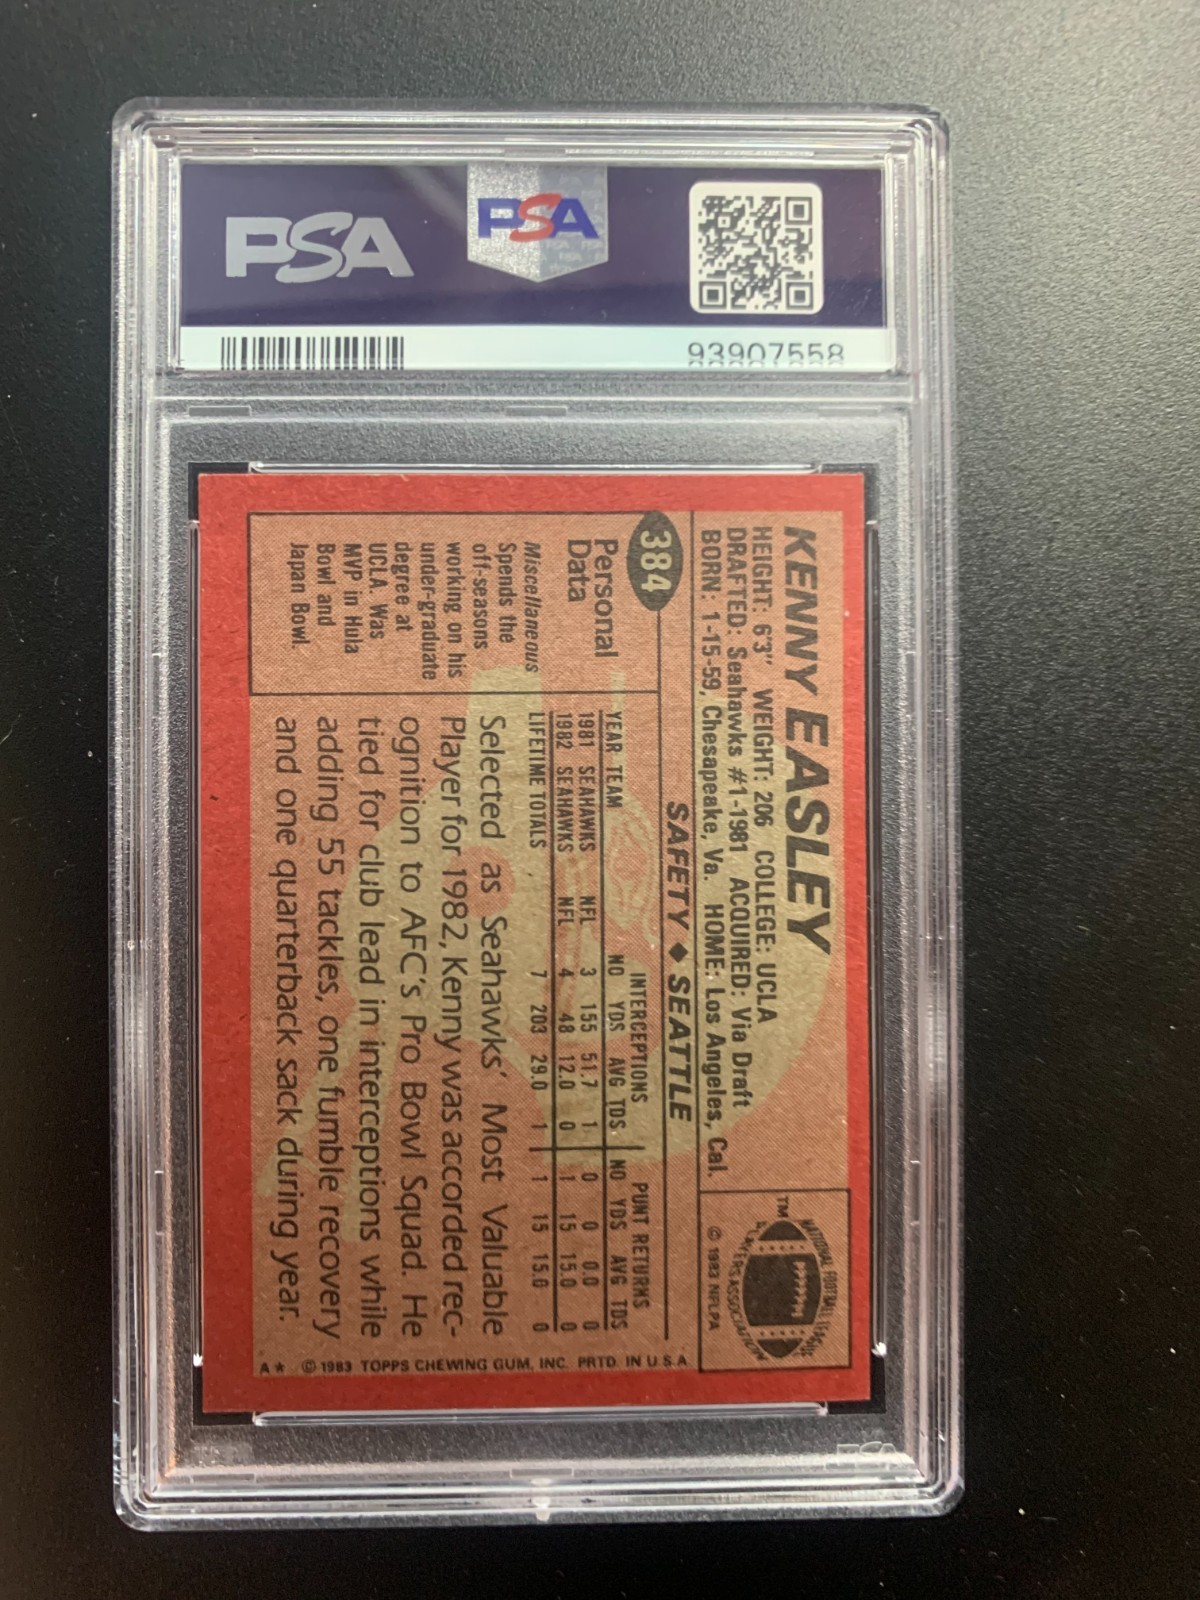 PSA
PSA
93907558
KENNY EASLEY
HEIGHT: 6'3" WEIGHT: 206 COLLEGE: UCLA
DRAFTED: Seahawks #1-1981 ACQUIRED: Via Draft
BORN: 1-15-59, Chesapeake, Va. HOME: Los Angeles, Cal.
NATIONAL FOOTBALL LEAGUE
PLAYERS ASSOCIATION
TM
© 1983 NFLPA
384
SAFETY ◆ SEATTLE
Personal
Data
Miscellaneous
Spends the
off-seasons
working on his
under-graduate
degree at
UCLA. Was
MVP in Hula
Bowl and
Japan Bowl.
INTERCEPTIONS PUNT RETURNS
YEAR TEAM NO YDS AVG TDS NO YDS AVG TDS
1981 SEAHAWKS NFL 3 155 51.7 1 0 0 0.0 0
1982 SEAHAWKS NFL 4 48 12.0 0 1 15 15.0 0
LIFETIME TOTALS 7 203 29.0 1 1 15 15.0 0
Selected as Seahawks' Most Valuable
Player for 1982, Kenny was accorded rec-
ognition to AFC's Pro Bowl Squad. He
tied for club lead in interceptions while
adding 55 tackles, one fumble recovery
and one quarterback sack during year.
A* © 1983 TOPPS CHEWING GUM, INC. PRTD. IN U.S.A
PSA